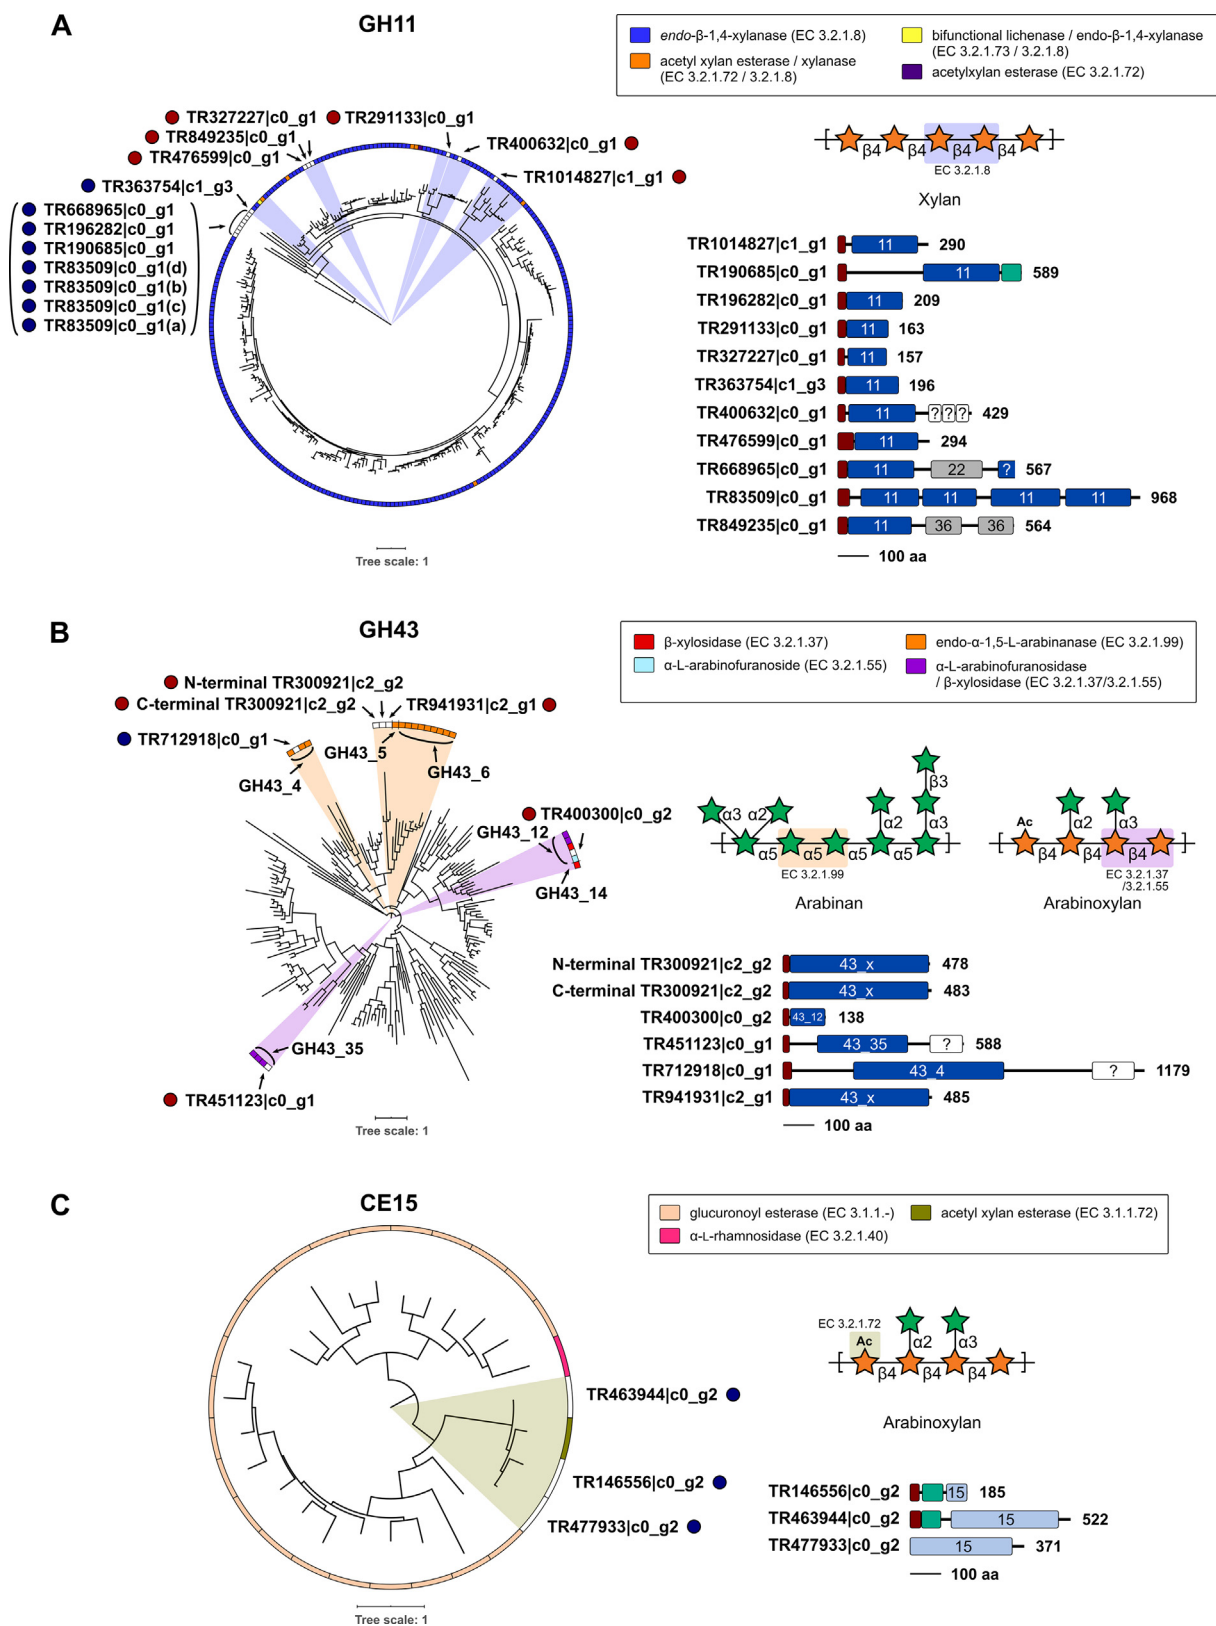 A
GH11
endo-β-1,4-xylanase (EC 3.2.1.8)
acetyl xylan esterase / xylanase
(EC 3.2.1.72 / 3.2.1.8)
bifunctional lichenase / endo-β-1,4-xylanase
(EC 3.2.1.73 / 3.2.1.8)
acetylxylan esterase (EC 3.2.1.72)
TR327227|c0_g1
TR291133|c0_g1
TR849235|c0_g1
TR400632|c0_g1
TR476599|c0_g1
TR1014827|c1_g1
TR363754|c1_g3
TR668965|c0_g1
TR196282|c0_g1
TR190685|c0_g1
TR83509|c0_g1(d)
TR83509|c0_g1(b)
TR83509|c0_g1(c)
TR83509|c0_g1(a)
Tree scale: 1
[ β4 β4 β4 β4 ]
EC 3.2.1.8
Xylan
TR1014827|c1_g1 11 290
TR190685|c0_g1 11 589
TR196282|c0_g1 11 209
TR291133|c0_g1 11 163
TR327227|c0_g1 11 157
TR363754|c1_g3 11 196
TR400632|c0_g1 11 ? ? ? 429
TR476599|c0_g1 11 294
TR668965|c0_g1 11 22 ? 567
TR83509|c0_g1 11 11 11 11 968
TR849235|c0_g1 11 36 36 564
100 aa
B
GH43
β-xylosidase (EC 3.2.1.37)
α-L-arabinofuranoside (EC 3.2.1.55)
endo-α-1,5-L-arabinanase (EC 3.2.1.99)
α-L-arabinofuranosidase
/ β-xylosidase (EC 3.2.1.37/3.2.1.55)
N-terminal TR300921|c2_g2
C-terminal TR300921|c2_g2
TR941931|c2_g1
TR712918|c0_g1
GH43_5
GH43_6
GH43_4
TR400300|c0_g2
GH43_12
GH43_14
GH43_35
TR451123|c0_g1
Tree scale: 1
β3
α3 α2 α2 α3
[ α5 α5 α5 α5 ]
EC 3.2.1.99
Arabinan
Ac α2 α3
[ β4 β4 β4 ]
EC 3.2.1.37
/3.2.1.55
Arabinoxylan
N-terminal TR300921|c2_g2 43_x 478
C-terminal TR300921|c2_g2 43_x 483
TR400300|c0_g2 43_12 138
TR451123|c0_g1 43_35 ? 588
TR712918|c0_g1 43_4 ? 1179
TR941931|c2_g1 43_x 485
100 aa
C
CE15
glucuronoyl esterase (EC 3.1.1.-)
α-L-rhamnosidase (EC 3.2.1.40)
acetyl xylan esterase (EC 3.1.1.72)
TR463944|c0_g2
TR146556|c0_g2
TR477933|c0_g2
Tree scale: 1
EC 3.2.1.72
Ac α2 α3
[ β4 β4 β4 ]
Arabinoxylan
TR146556|c0_g2 15 185
TR463944|c0_g2 15 522
TR477933|c0_g2 15 371
100 aa